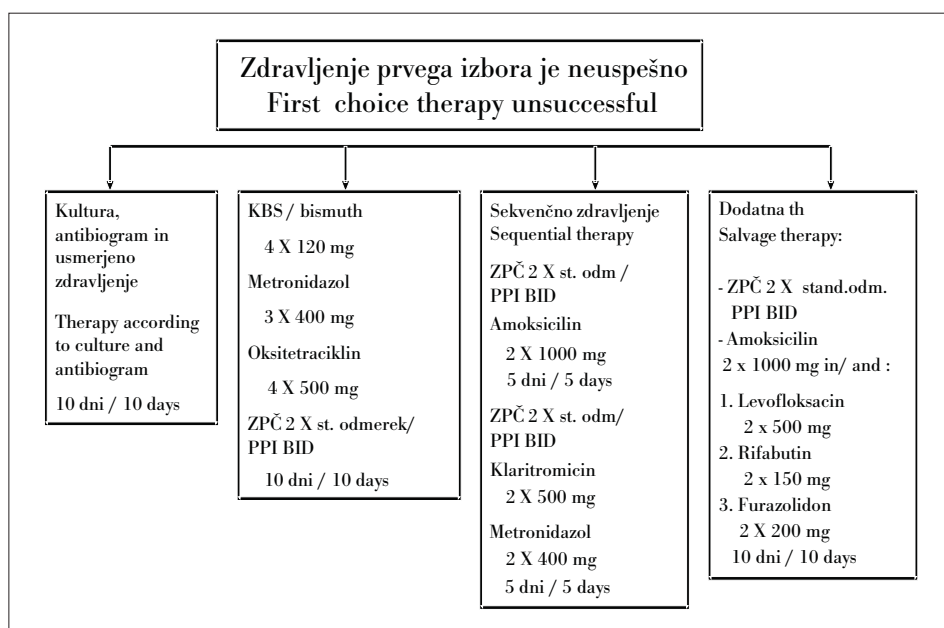 Zdravljenje prvega izbora je neuspešno
First choice therapy unsuccessful
Kultura,
antibiogram in
usmerjeno
zdravljenje
Therapy according
to culture and
antibiogram
10 dni / 10 days
KBS / bismuth
4 X 120 mg
Metronidazol
3 X 400 mg
Oksitetraciklin
4 X 500 mg
ZPČ 2 X st. odmerek/
PPI BID
10 dni / 10 days
Sekvenčno zdravljenje
Sequential therapy
ZPČ 2 X st. odm /
PPI BID
Amoksicilin
2 X 1000 mg
5 dni / 5 days
ZPČ 2 X st. odm/
PPI BID
Klaritromicin
2 X 500 mg
Metronidazol
2 X 400 mg
5 dni / 5 days
Dodatna th
Salvage therapy:
- ZPČ 2 X stand.odm.
PPI BID
- Amoksicilin
2 x 1000 mg in/ and :
1. Levofloksacin
2 x 500 mg
2. Rifabutin
2 x 150 mg
3. Furazolidon
2 X 200 mg
10 dni / 10 days